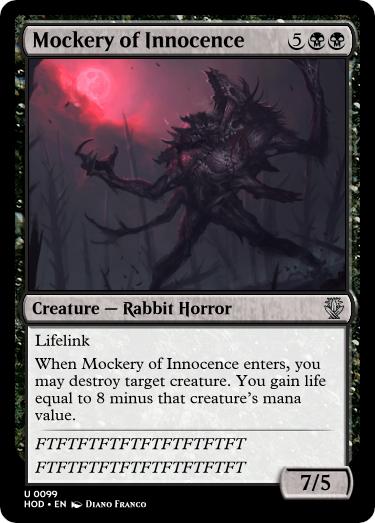 Mockery of Innocence 5
Creature — Rabbit Horror
Lifelink
When Mockery of Innocence enters, you
may destroy target creature. You gain life
equal to 8 minus that creature's mana
value.
FTFTFTFTFTFTFTFTFTFT
FTFTFTFTFTFTFTFTFTFT
7/5
U 0099
HOD • EN Diano Franco